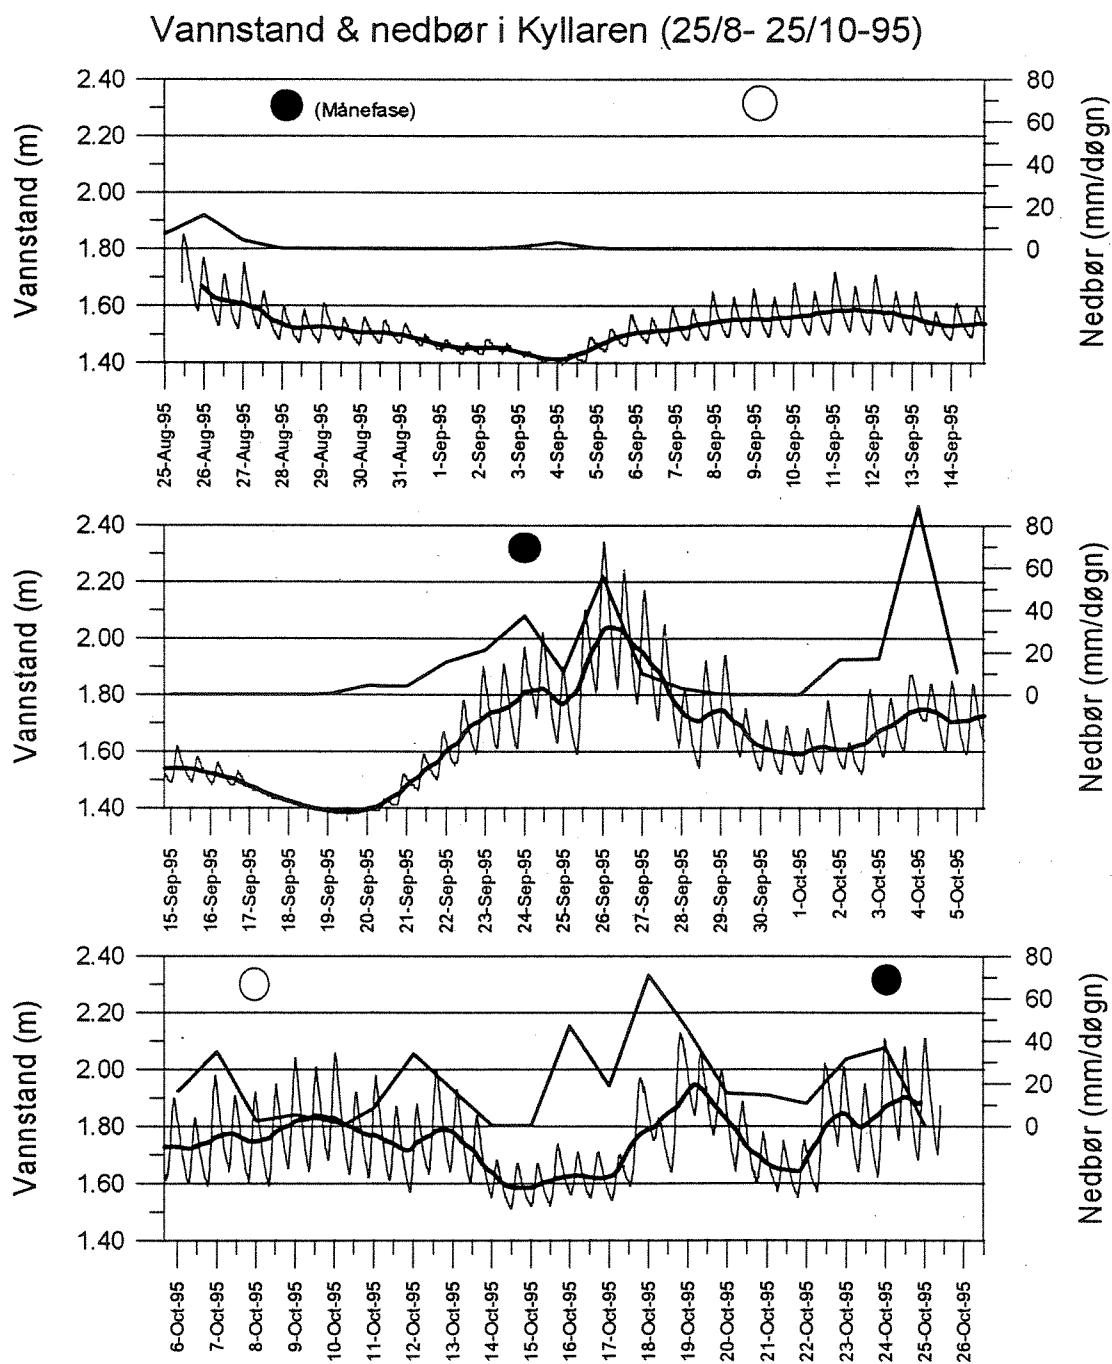 Vannstand & nedbør i Kyllaren (25/8- 25/10-95)
Vannstand (m)
2.40
2.20
2.00
1.80
1.60
1.40
(Månefase)
80
60
40
20
0
Nedbør (mm/døgn)
25-Aug-95
26-Aug-95
27-Aug-95
28-Aug-95
29-Aug-95
30-Aug-95
31-Aug-95
1-Sep-95
2-Sep-95
3-Sep-95
4-Sep-95
5-Sep-95
6-Sep-95
7-Sep-95
8-Sep-95
9-Sep-95
10-Sep-95
11-Sep-95
12-Sep-95
13-Sep-95
14-Sep-95
Vannstand (m)
2.40
2.20
2.00
1.80
1.60
1.40
80
60
40
20
0
Nedbør (mm/døgn)
15-Sep-95
16-Sep-95
17-Sep-95
18-Sep-95
19-Sep-95
20-Sep-95
21-Sep-95
22-Sep-95
23-Sep-95
24-Sep-95
25-Sep-95
26-Sep-95
27-Sep-95
28-Sep-95
29-Sep-95
30-Sep-95
1-Oct-95
2-Oct-95
3-Oct-95
4-Oct-95
5-Oct-95
Vannstand (m)
2.40
2.20
2.00
1.80
1.60
1.40
80
60
40
20
0
Nedbør (mm/døgn)
6-Oct-95
7-Oct-95
8-Oct-95
9-Oct-95
10-Oct-95
11-Oct-95
12-Oct-95
13-Oct-95
14-Oct-95
15-Oct-95
16-Oct-95
17-Oct-95
18-Oct-95
19-Oct-95
20-Oct-95
21-Oct-95
22-Oct-95
23-Oct-95
24-Oct-95
25-Oct-95
26-Oct-95